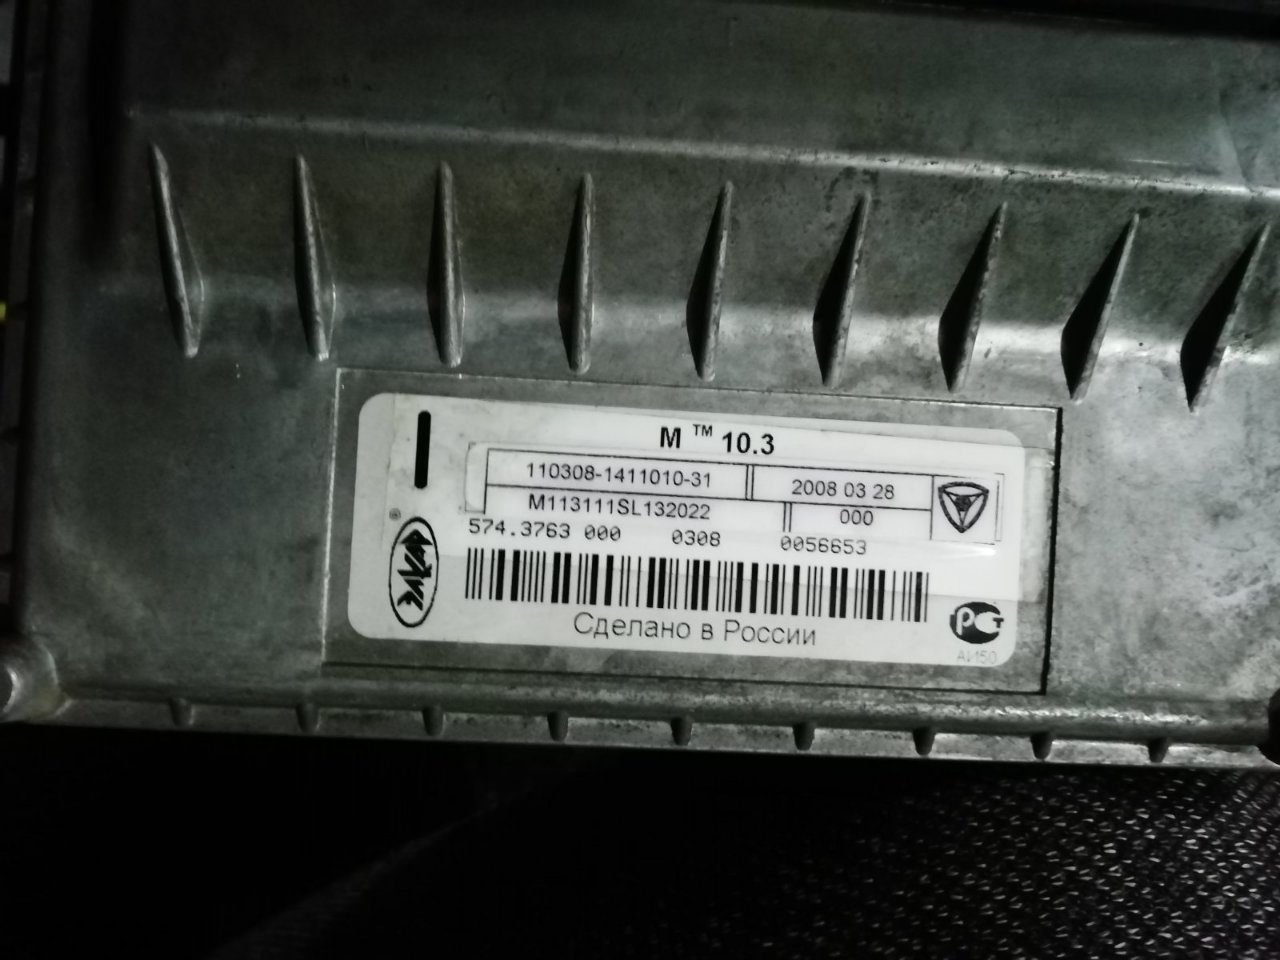 M ™ 10.3
110308-1411010-31 2008 03 28
M113111SL132022 000
574.3763 000 0308 0056653
Сделано в России
РСТ
АИ50